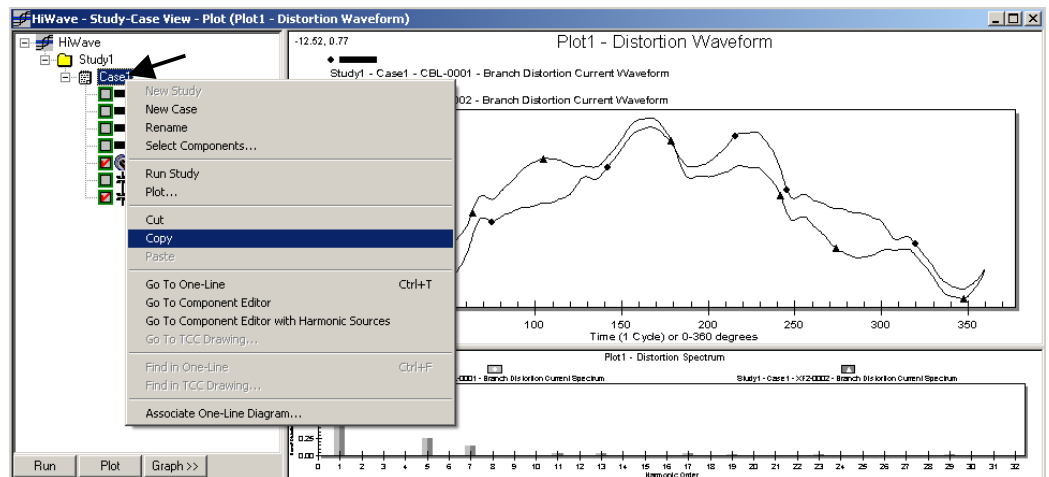 HiWave - Study-Case View - Plot (Plot1 - Distortion Waveform)
HiWave
Study1
Case1
New Study
New Case
Rename
Select Components...
Run Study
Plot...
Cut
Copy
Paste
Go To One-Line Ctrl+T
Go To Component Editor
Go To Component Editor with Harmonic Sources
Go To TCC Drawing...
Find in One-Line Ctrl+F
Find in TCC Drawing...
Associate One-Line Diagram...
Run Plot Graph >>
-12.52, 0.77
Plot1 - Distortion Waveform
Study1 - Case1 - CBL-0001 - Branch Distortion Current Waveform
002 - Branch Distortion Current Waveform
100 150 200 250 300 350
Time (1 Cycle) or 0-360 degrees
Plot1 - Distortion Spectrum
-0001 - Branch Distortion Current Spectrum
Study1 - Case1 - XF2-0002 - Branch Distortion Current Spectrum
0.25
0.00
0 1 2 3 4 5 6 7 8 9 10 11 12 13 14 15 16 17 18 19 20 21 22 23 24 25 26 27 28 29 30 31 32
Harmonic Order